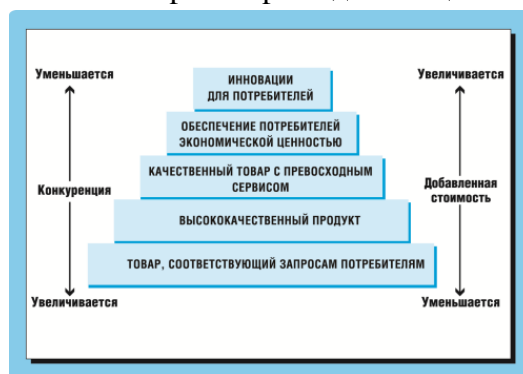 Уменьшается
Увеличивается
ИННОВАЦИИ
ДЛЯ ПОТРЕБИТЕЛЕЙ
ОБЕСПЕЧЕНИЕ ПОТРЕБИТЕЛЕЙ
ЭКОНОМИЧЕСКОЙ ЦЕННОСТЬЮ
КАЧЕСТВЕННЫЙ ТОВАР С ПРЕВОСХОДНЫМ
СЕРВИСОМ
Конкуренция
Добавленная
стоимость
ВЫСОКОКАЧЕСТВЕННЫЙ ПРОДУКТ
ТОВАР, СООТВЕТСТВУЮЩИЙ ЗАПРОСАМ ПОТРЕБИТЕЛЯМ
Увеличивается
Уменьшается